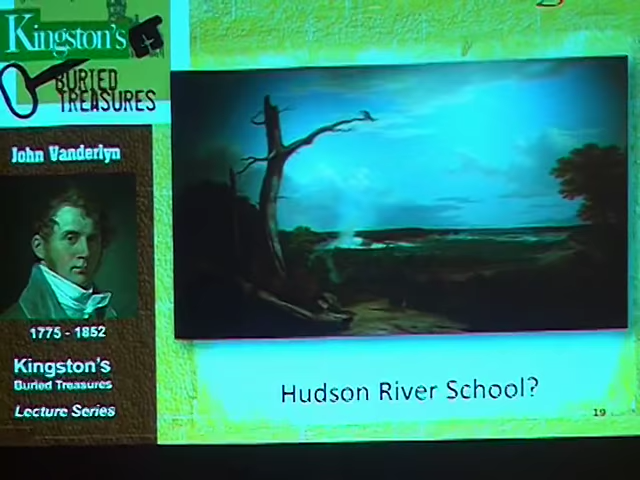 Kingston's
BURIED
TREASURES
John Vanderlyn
1775 - 1852
Kingston's
Buried Treasures
Lecture Series
Hudson River School?
19